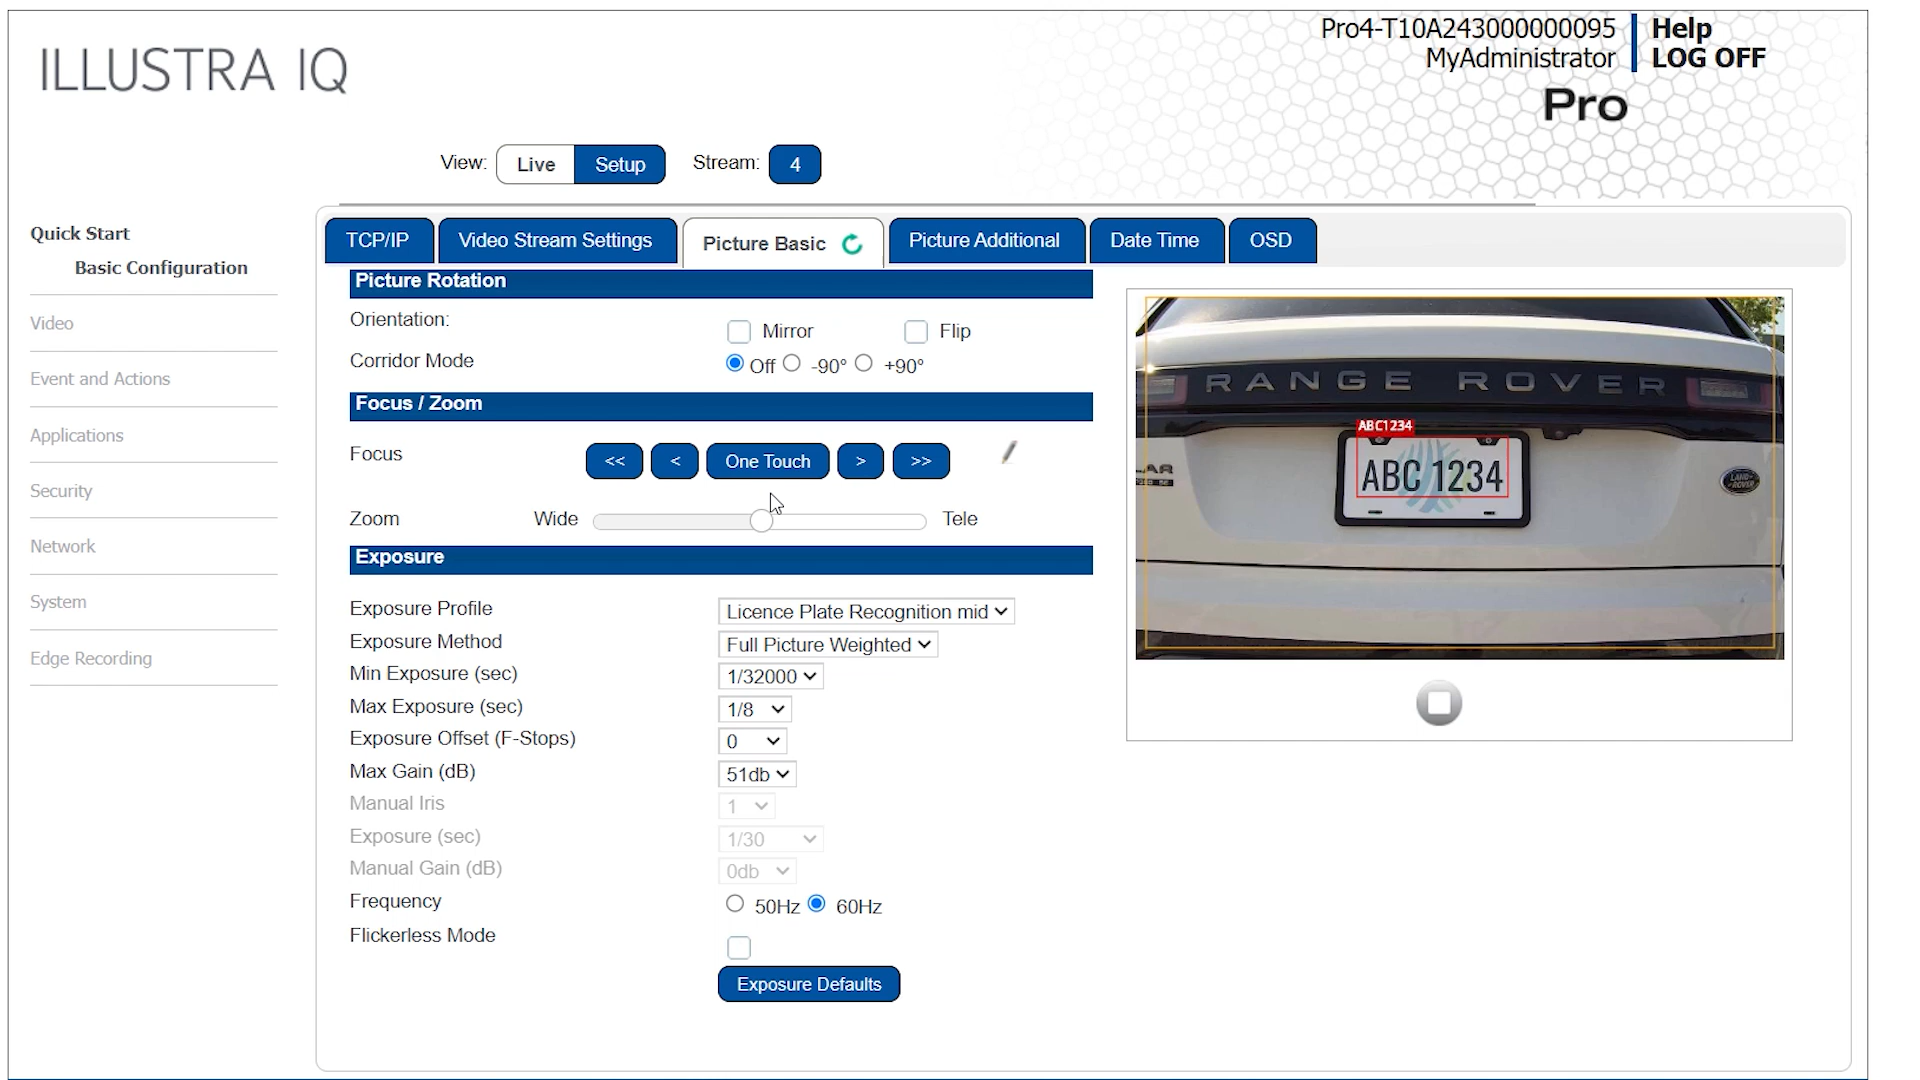 ILLUSTRA IQ
Pro4-T10A243000000095
MyAdministrator
Help
LOG OFF
Pro
View: Live Setup Stream: 4
Quick Start
Basic Configuration
Video
Event and Actions
Applications
Security
Network
System
Edge Recording
TCP/IP Video Stream Settings Picture Basic Picture Additional Date Time OSD
Picture Rotation
Orientation: Mirror Flip
Corridor Mode Off -90° +90°
Focus / Zoom
Focus << < One Touch > >>
Zoom Wide Tele
Exposure
Exposure Profile Licence Plate Recognition mid
Exposure Method Full Picture Weighted
Min Exposure (sec) 1/32000
Max Exposure (sec) 1/8
Exposure Offset (F-Stops) 0
Max Gain (dB) 51db
Manual Iris 1
Exposure (sec) 1/30
Manual Gain (dB) 0db
Frequency 50Hz 60Hz
Flickerless Mode
Exposure Defaults
RANGE ROVER
ABC1234
ABC 1234
LAR
LAND-
ROVER